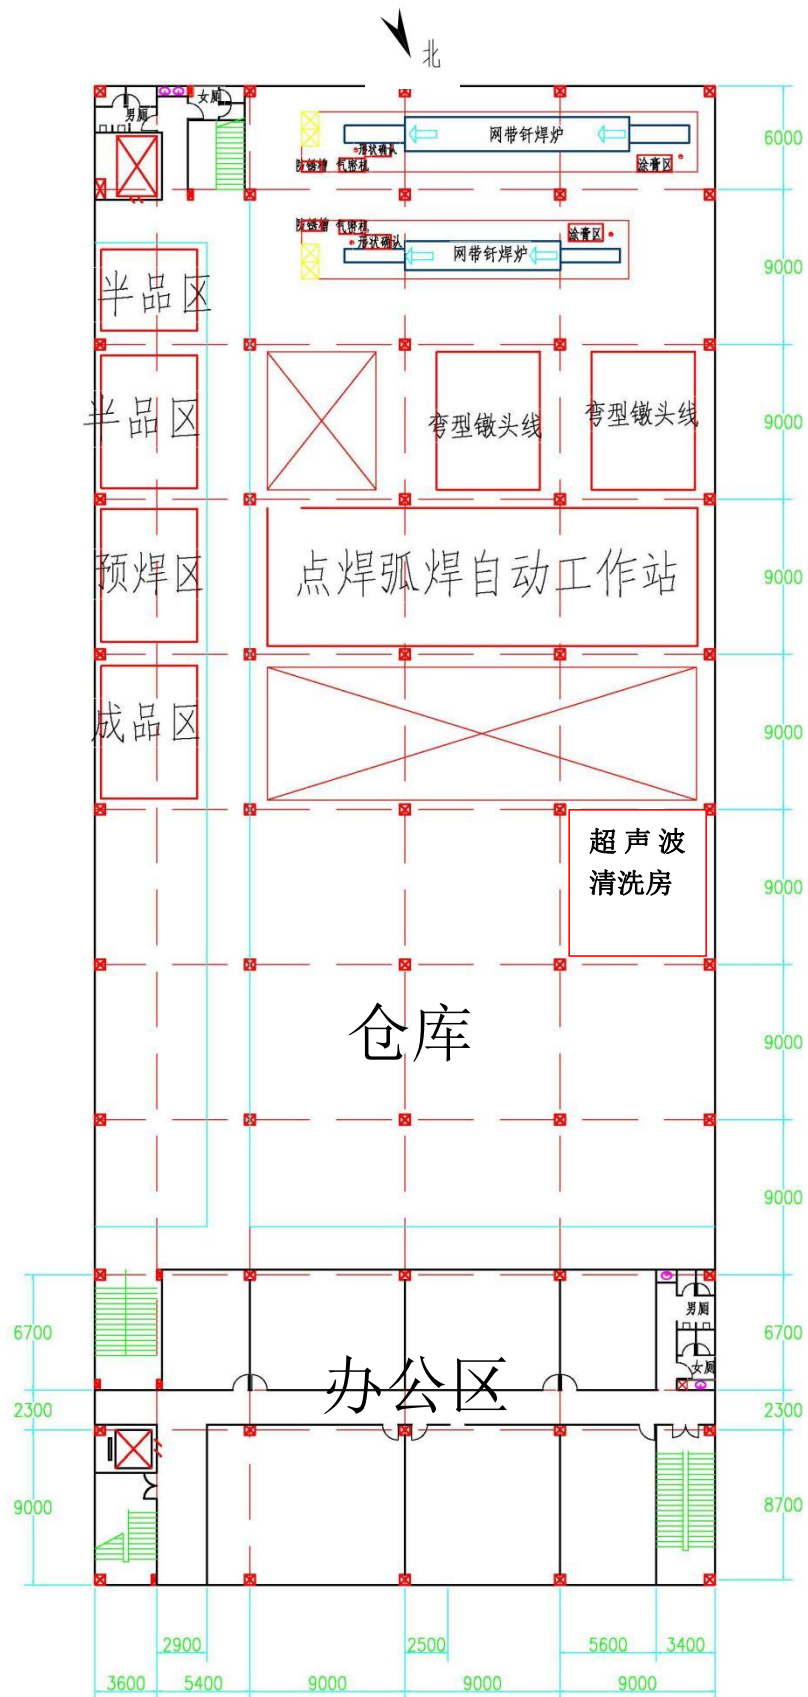 北
女厕
男厕
网带钎焊炉
形状确认
防锈槽 气密机
涂膏区
6000
防锈槽 气密机
形状确认
涂膏区
网带钎焊炉
半品区
9000
半品区
弯型镦头线
弯型镦头线
9000
预焊区
点焊弧焊自动工作站
9000
成品区
9000
超声波
清洗房
9000
仓库
9000
9000
男厕
6700
6700
女厕
办公区
2300
2300
9000
8700
2900
2500
5600
3400
3600
5400
9000
9000
9000